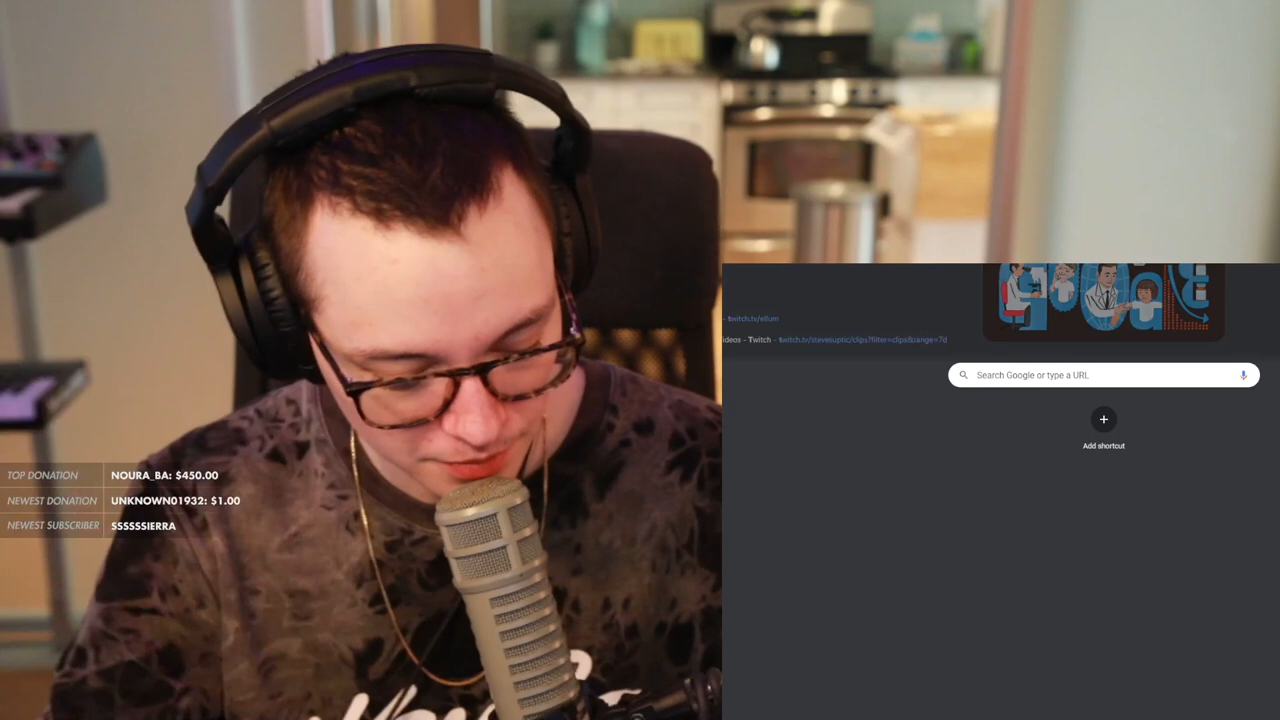 - twitch.tv/ellum
ideos - Twitch - twitch.tv/stevesuptic/clips?filter=clips&range=7d
Search Google or type a URL
Add shortcut
TOP DONATION NOURA_BA: $450.00
NEWEST DONATION UNKNOWN01932: $1.00
NEWEST SUBSCRIBER SSSSSSIERRA